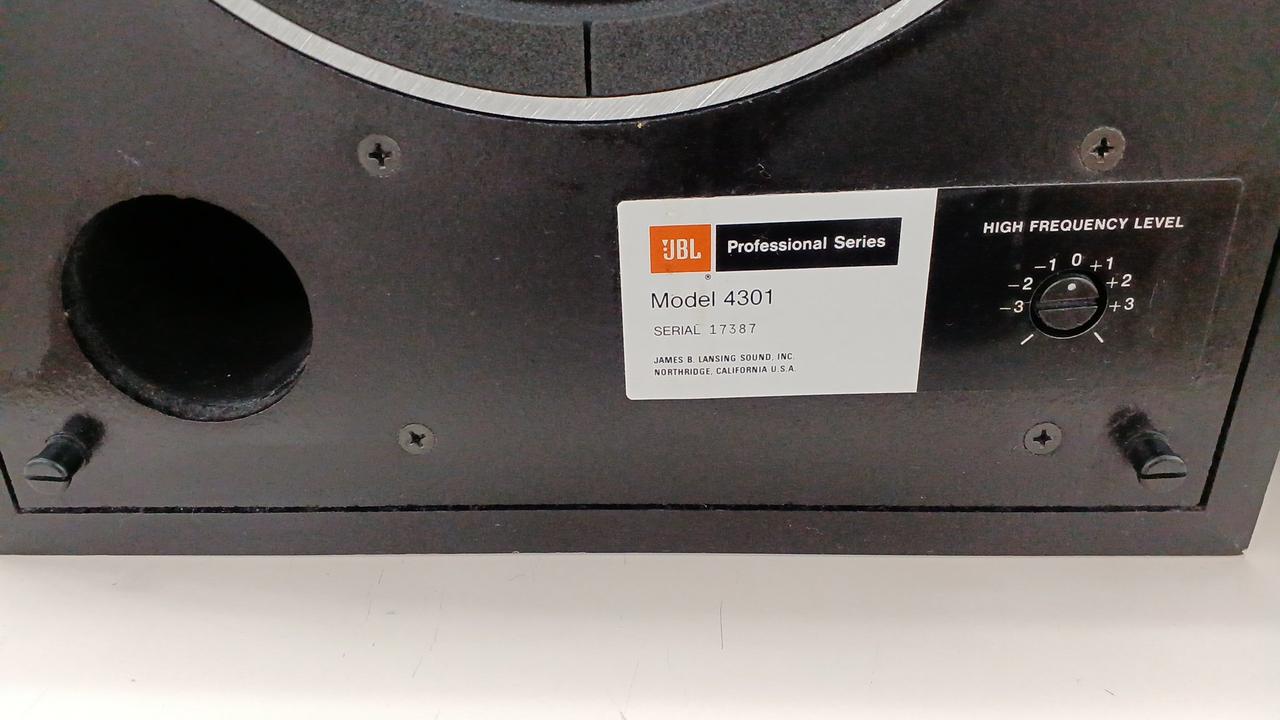 JBL Professional Series
Model 4301
SERIAL 17387
JAMES B. LANSING SOUND, INC.
NORTHRIDGE, CALIFORNIA U.S.A.
HIGH FREQUENCY LEVEL
-3 -2 -1 0 +1 +2 +3